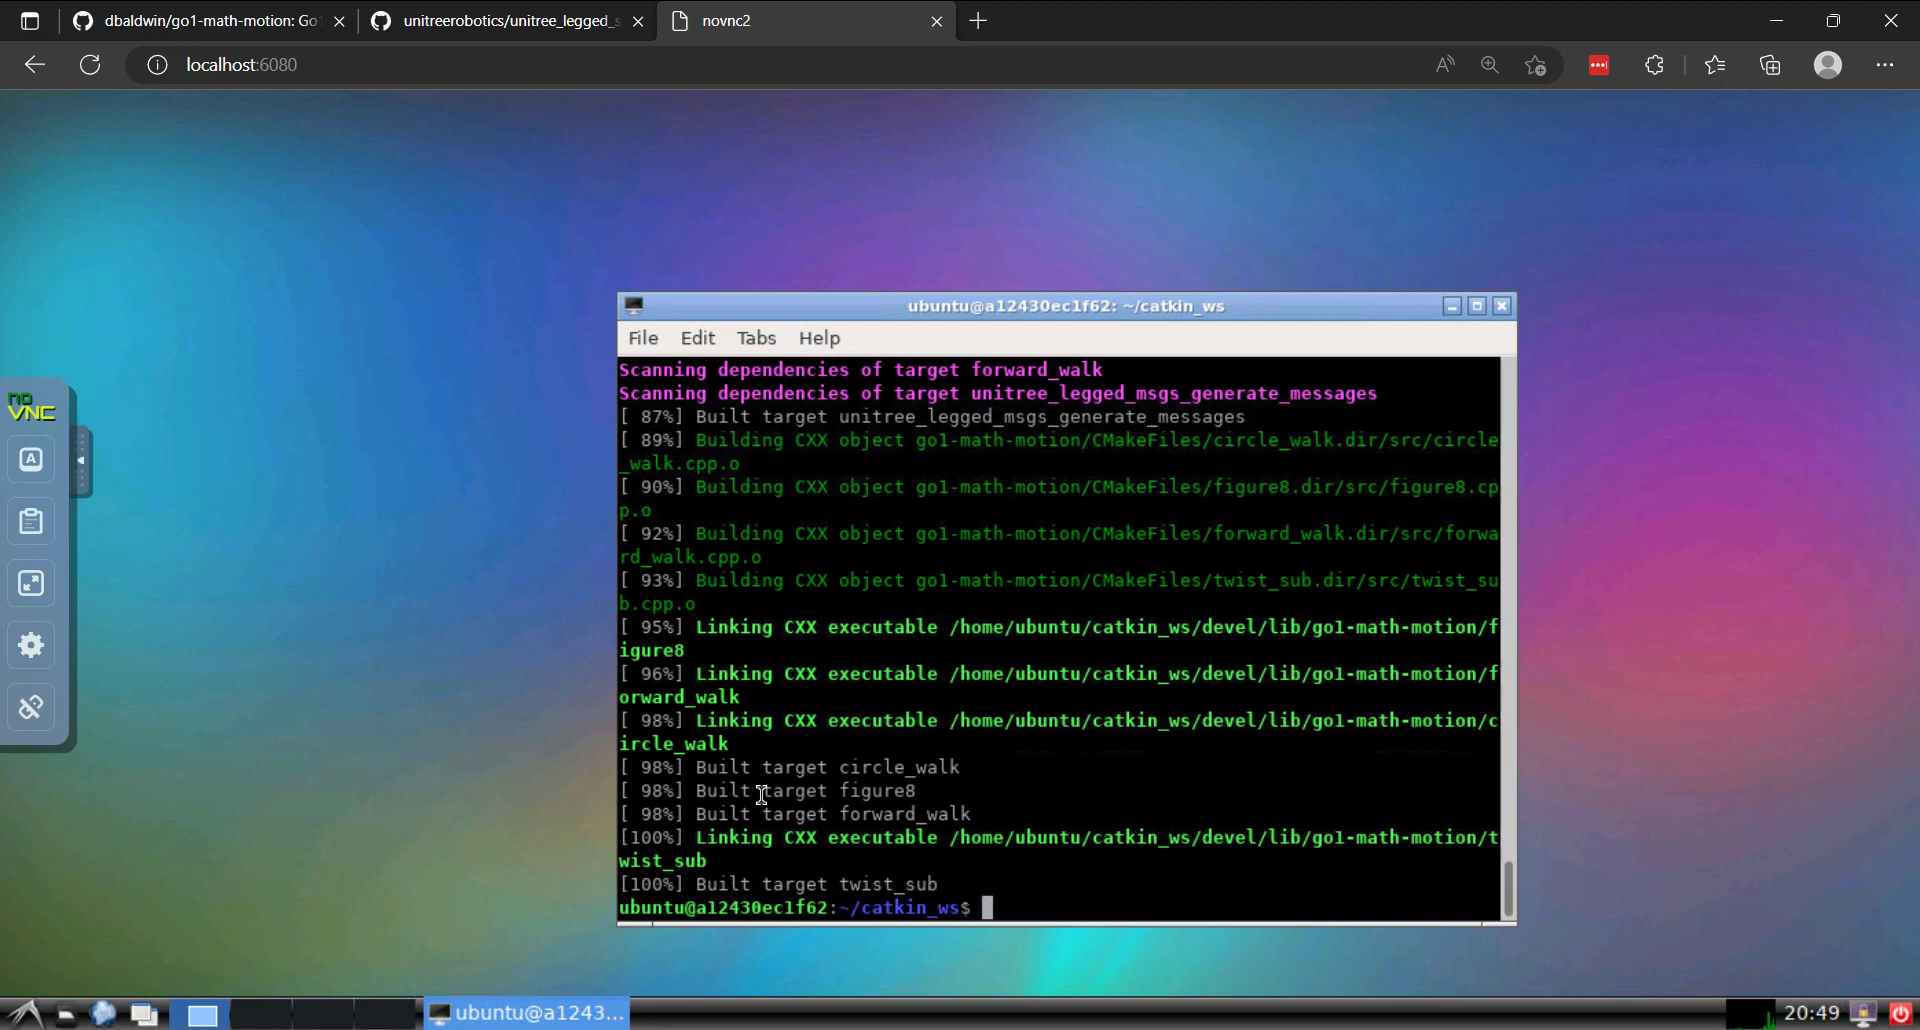 dbaldwin/go1-math-motion: Go
unitreerobotics/unitree_legged_s
novnc2
localhost:6080
ubuntu@a12430ec1f62: ~/catkin_ws
File Edit Tabs Help
Scanning dependencies of target forward_walk
Scanning dependencies of target unitree_legged_msgs_generate_messages
[ 87%] Built target unitree_legged_msgs_generate_messages
[ 89%] Building CXX object go1-math-motion/CMakeFiles/circle_walk.dir/src/circle
_walk.cpp.o
[ 90%] Building CXX object go1-math-motion/CMakeFiles/figure8.dir/src/figure8.cp
p.o
[ 92%] Building CXX object go1-math-motion/CMakeFiles/forward_walk.dir/src/forwa
rd_walk.cpp.o
[ 93%] Building CXX object go1-math-motion/CMakeFiles/twist_sub.dir/src/twist_su
b.cpp.o
[ 95%] Linking CXX executable /home/ubuntu/catkin_ws/devel/lib/go1-math-motion/f
igure8
[ 96%] Linking CXX executable /home/ubuntu/catkin_ws/devel/lib/go1-math-motion/f
orward_walk
[ 98%] Linking CXX executable /home/ubuntu/catkin_ws/devel/lib/go1-math-motion/c
ircle_walk
[ 98%] Built target circle_walk
[ 98%] Built target figure8
[ 98%] Built target forward_walk
[100%] Linking CXX executable /home/ubuntu/catkin_ws/devel/lib/go1-math-motion/t
wist_sub
[100%] Built target twist_sub
ubuntu@a12430ec1f62:~/catkin_ws$
no
VNC
A
ubuntu@a1243...
20:49